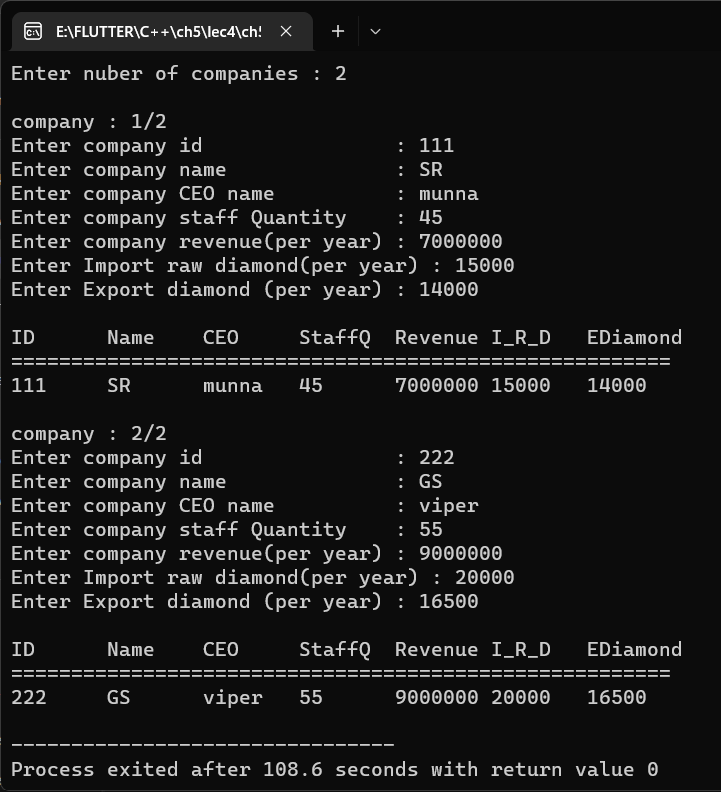 E:\FLUTTER\C++\ch5\lec4\ch!
Enter nuber of companies : 2
company : 1/2
Enter company id                : 111
Enter company name              : SR
Enter company CEO name          : munna
Enter company staff Quantity    : 45
Enter company revenue(per year) : 7000000
Enter Import raw diamond(per year) : 15000
Enter Export diamond (per year) : 14000
ID      Name    CEO     StaffQ  Revenue I_R_D   EDiamond
=======================================================
111     SR      munna   45      7000000 15000   14000
company : 2/2
Enter company id                : 222
Enter company name              : GS
Enter company CEO name          : viper
Enter company staff Quantity    : 55
Enter company revenue(per year) : 9000000
Enter Import raw diamond(per year) : 20000
Enter Export diamond (per year) : 16500
ID      Name    CEO     StaffQ  Revenue I_R_D   EDiamond
=======================================================
222     GS      viper   55      9000000 20000   16500
--------------------------------
Process exited after 108.6 seconds with return value 0